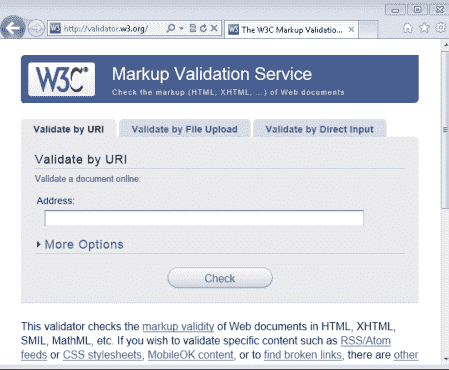 http://validator.w3.org/
The W3C Markup Validatio...
W3C Markup Validation Service
Check the markup (HTML, XHTML, ...) of Web documents
Validate by URI Validate by File Upload Validate by Direct Input
Validate by URI
Validate a document online:
Address:
More Options
Check
This validator checks the markup validity of Web documents in HTML, XHTML,
SMIL, MathML, etc. If you wish to validate specific content such as RSS/Atom
feeds or CSS stylesheets, MobileOK content, or to find broken links, there are other